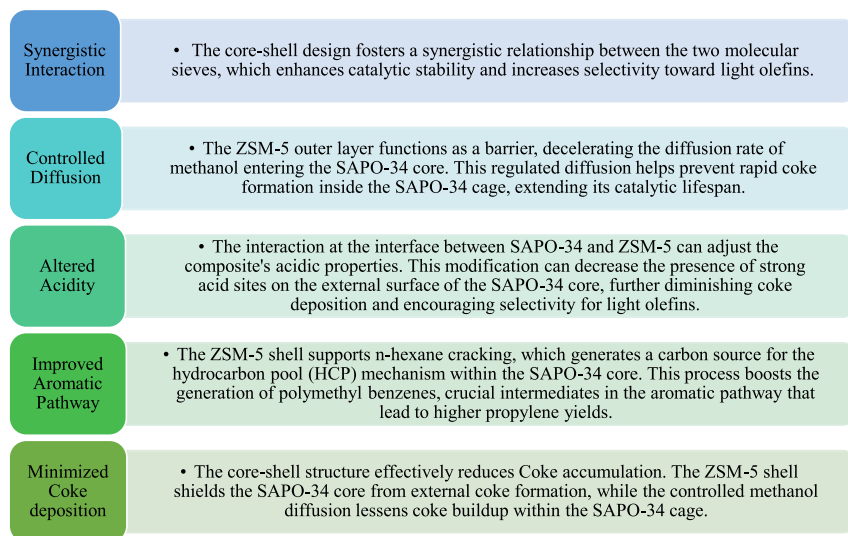 Synergistic
Interaction
• The core-shell design fosters a synergistic relationship between the two molecular
sieves, which enhances catalytic stability and increases selectivity toward light olefins.
Controlled
Diffusion
• The ZSM-5 outer layer functions as a barrier, decelerating the diffusion rate of
methanol entering the SAPO-34 core. This regulated diffusion helps prevent rapid coke
formation inside the SAPO-34 cage, extending its catalytic lifespan.
Altered
Acidity
• The interaction at the interface between SAPO-34 and ZSM-5 can adjust the
composite's acidic properties. This modification can decrease the presence of strong
acid sites on the external surface of the SAPO-34 core, further diminishing coke
deposition and encouraging selectivity for light olefins.
Improved
Aromatic
Pathway
• The ZSM-5 shell supports n-hexane cracking, which generates a carbon source for the
hydrocarbon pool (HCP) mechanism within the SAPO-34 core. This process boosts the
generation of polymethyl benzenes, crucial intermediates in the aromatic pathway that
lead to higher propylene yields.
Minimized
Coke
deposition
• The core-shell structure effectively reduces Coke accumulation. The ZSM-5 shell
shields the SAPO-34 core from external coke formation, while the controlled methanol
diffusion lessens coke buildup within the SAPO-34 cage.